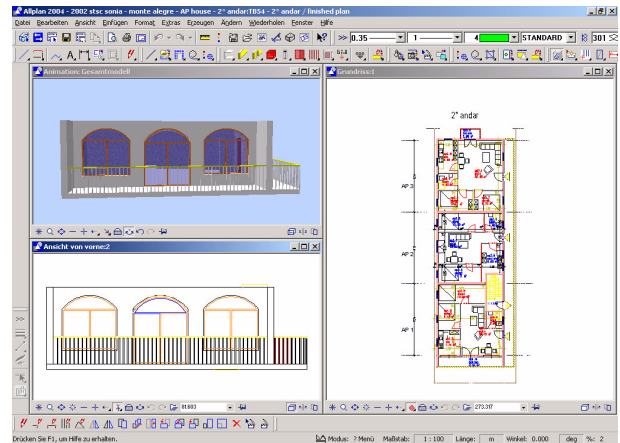 Allplan 2004 - 2002 stsc sonia - monte alegre - AP house - 2° andar:TB54 - 2° andar / finished plan
Datei Bearbeiten Ansicht Einfügen Format Extras Erzeugen Ändern Wiederholen Fenster Hilfe
0.35 1 4 STANDARD 301
Animation: Gesamtmodell
Grundriss:1
2° andar
AP 3
AP 2
AP 1
Ansicht von vorne:2
81.603
273.317
Drücken Sie F1, um Hilfe zu erhalten.
Modus: ? Menü Maßstab: 1 : 100 Länge: m Winkel: 0.000 deg %: 2